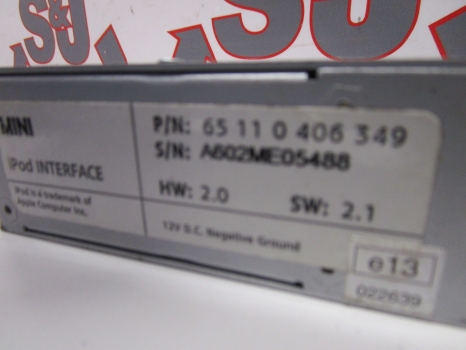 S&J
S&J
MINI
iPod INTERFACE
iPod is a trademark of
Apple Computer Inc.
P/N: 65 11 0 406 349
S/N: A602ME05488
HW: 2.0 SW: 2.1
12V D.C. Negative Ground
e13
022639